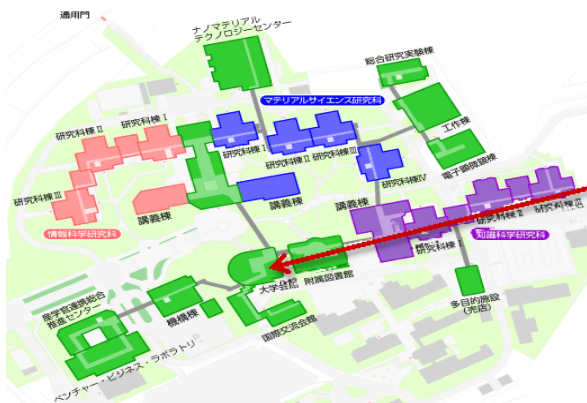 通用門
ナノマテリアル
テクノロジーセンター
総合研究実験棟
マテリアルサイエンス研究科
工作棟
電子顕微鏡棟
研究科棟Ⅰ
研究科棟Ⅱ
研究科棟Ⅲ
研究科棟Ⅰ
研究科棟Ⅱ
研究科棟Ⅲ
研究科棟Ⅳ
情報科学研究科
講義棟
講義棟
講義棟
研究科棟Ⅰ
研究科棟Ⅱ
研究科棟Ⅲ
知識科学研究科
大学会館
附属図書館
多目的施設
(売店)
産学官連携総合
推進センター
機構棟
国際交流会館
ベンチャー・ビジネス・ラボラトリ